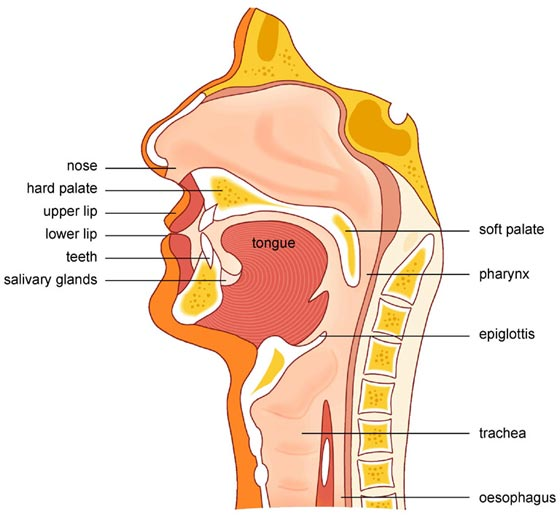 nose
hard palate
upper lip
lower lip
teeth
salivary glands
tongue
soft palate
pharynx
epiglottis
trachea
oesophagus